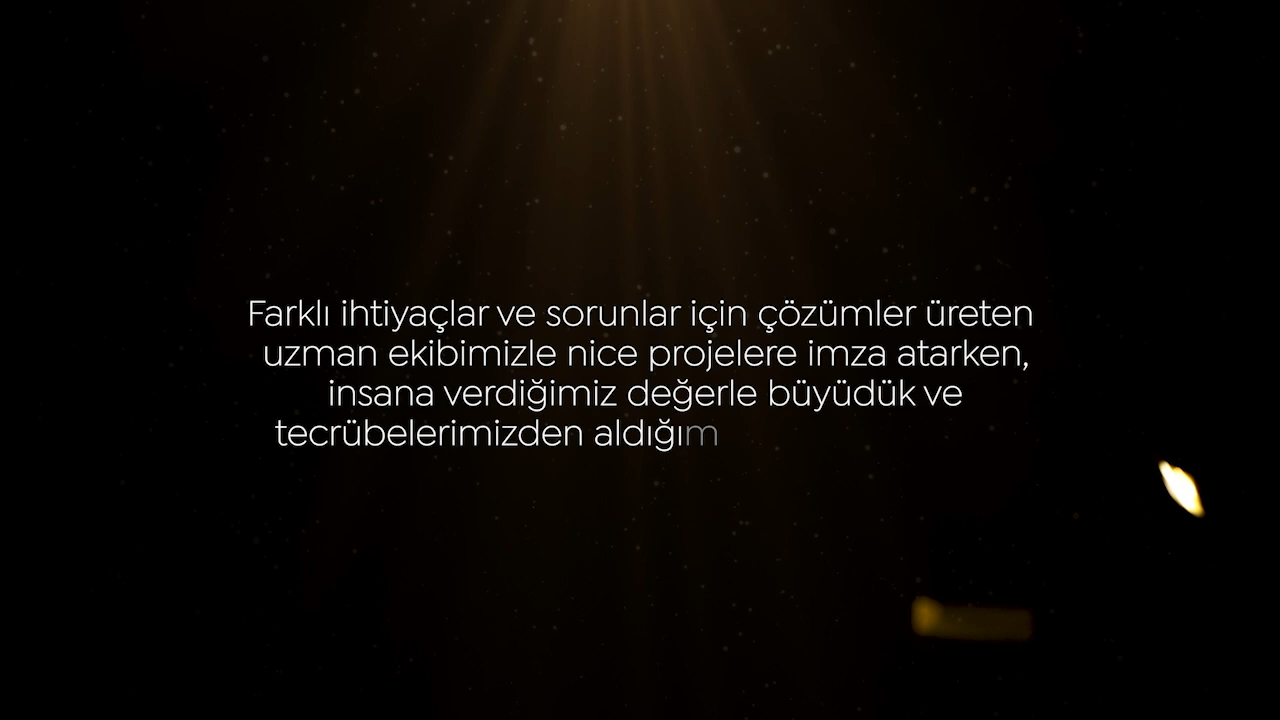 Farklı ihtiyaçlar ve sorunlar için çözümler üreten
uzman ekibimizle nice projelere imza atarken,
insana verdiğimiz değerle büyüdük ve
tecrübelerimizden aldığım